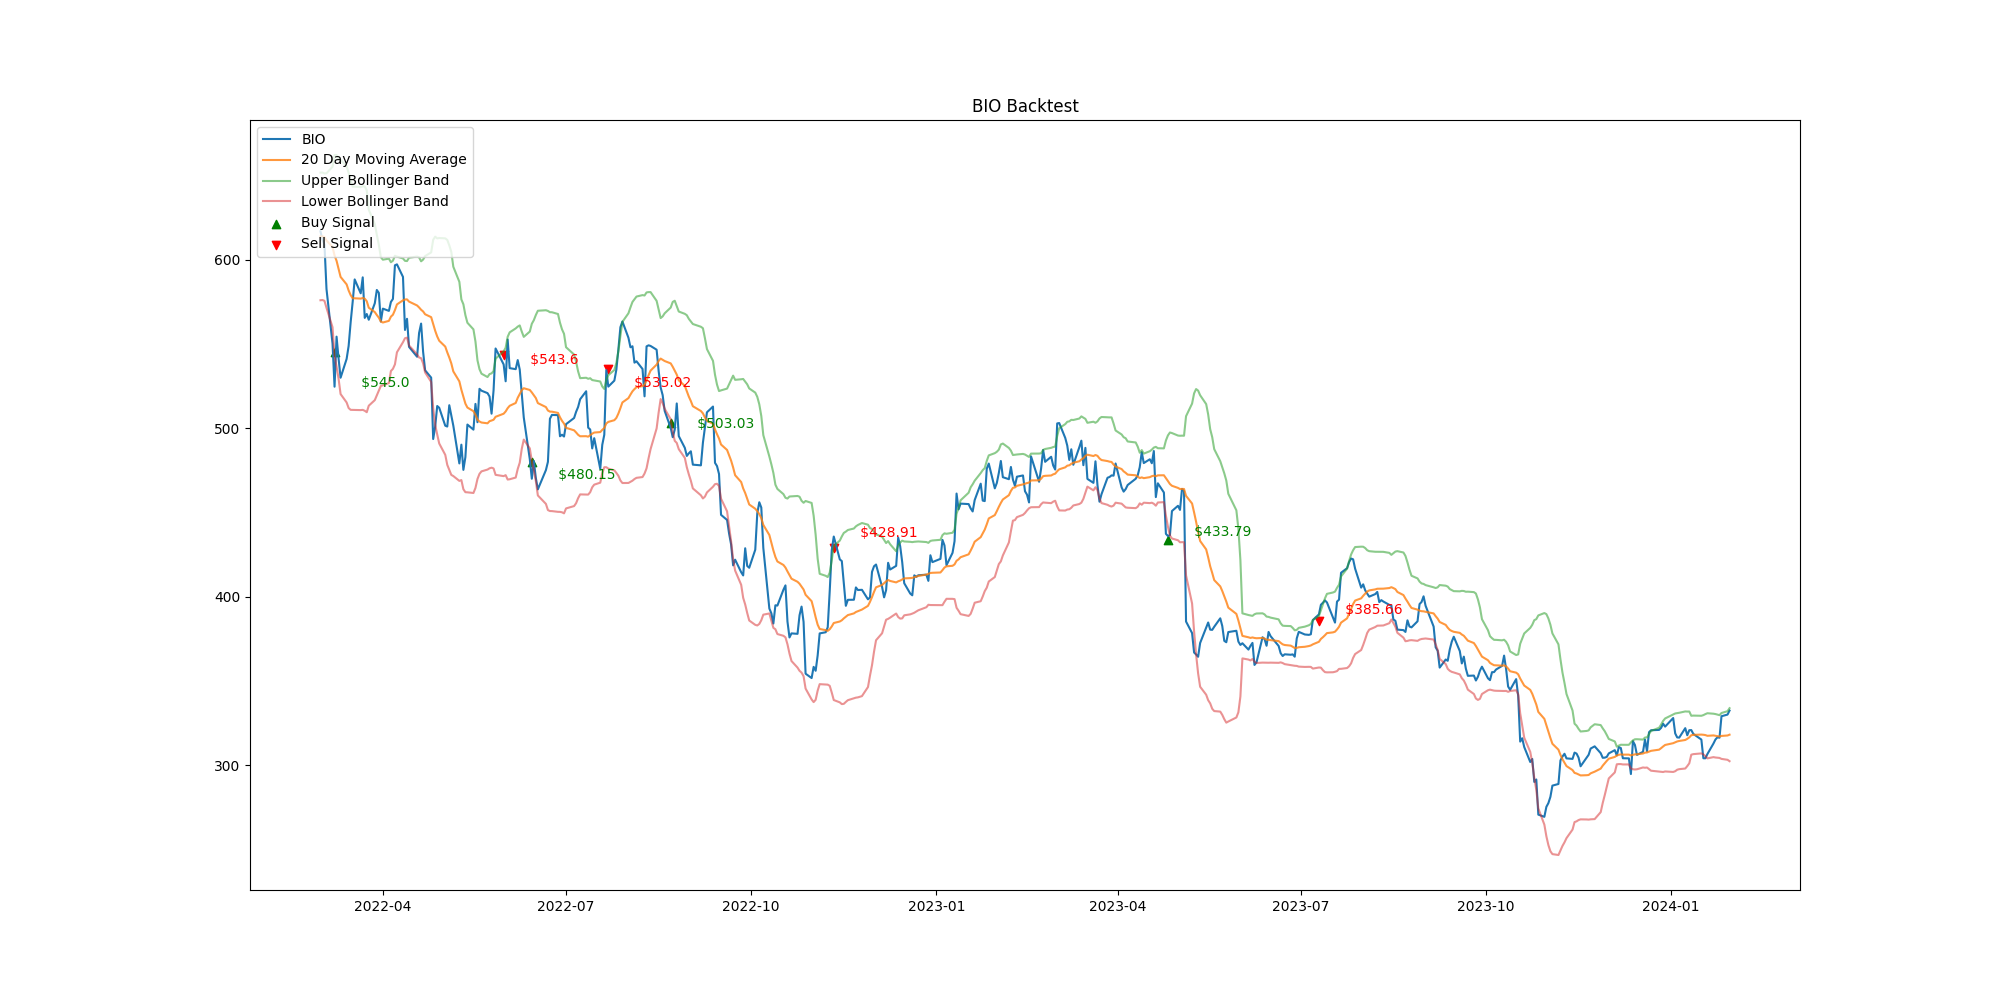 BIO Backtest
BIO
20 Day Moving Average
Upper Bollinger Band
Lower Bollinger Band
Buy Signal
Sell Signal
600
500
400
300
$545.0
$543.6
$480.15
$535.02
$503.03
$428.91
$433.79
$385.66
2022-04
2022-07
2022-10
2023-01
2023-04
2023-07
2023-10
2024-01